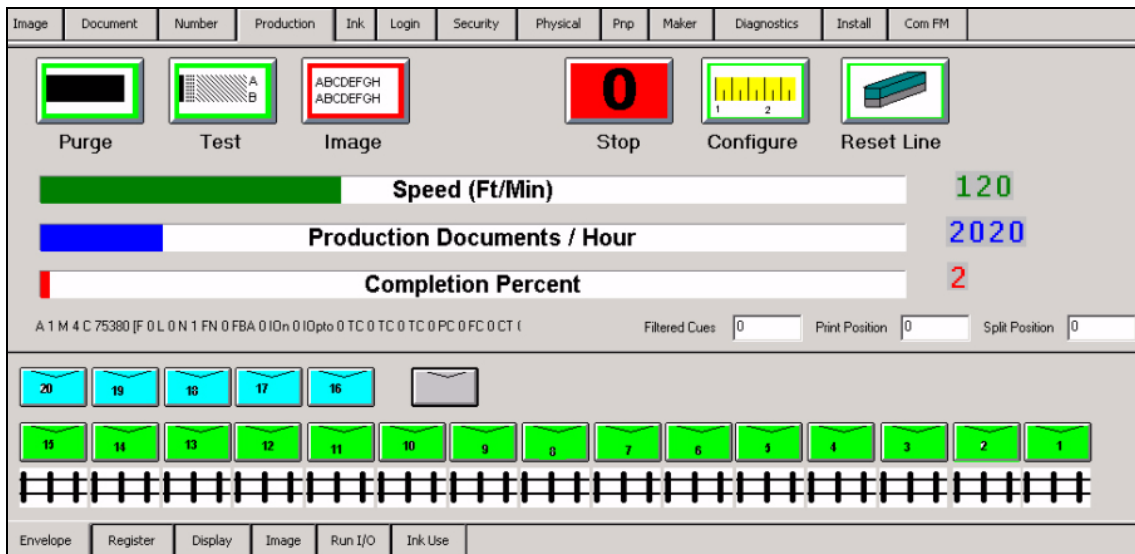 Image Document Number Production Ink Login Security Physical Pnp Maker Diagnostics Install Com FM
A
B
ABCDEFGH
ABCDEFGH
0
1 2
Purge Test Image Stop Configure Reset Line
Speed (Ft/Min) 120
Production Documents / Hour 2020
Completion Percent 2
A 1 M 4 C 75380 [F 0 L 0 N 1 FN 0 FBA 0 IOn 0 IOpto 0 TC 0 TC 0 TC 0 PC 0 FC 0 CT ( Filtered Cues 0 Print Position 0 Split Position 0
20 19 18 17 16
15 14 13 12 11 10 9 8 7 6 5 4 3 2 1
Envelope Register Display Image Run I/O Ink Use